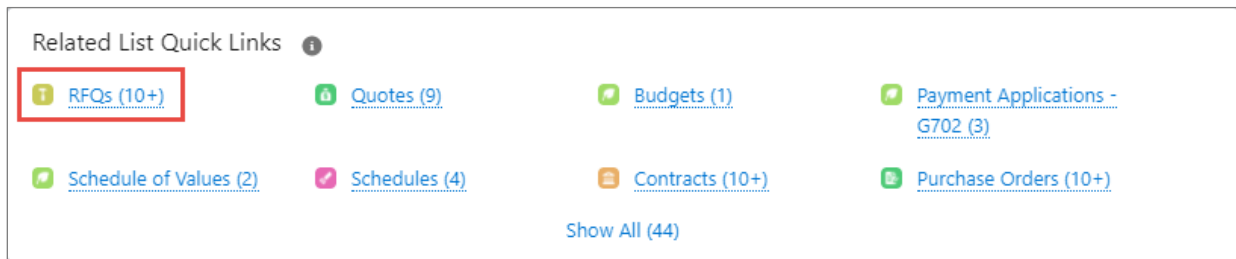 Related List Quick Links
RFQs (10+)
Quotes (9)
Budgets (1)
Payment Applications -
G702 (3)
Schedule of Values (2)
Schedules (4)
Contracts (10+)
Purchase Orders (10+)
Show All (44)